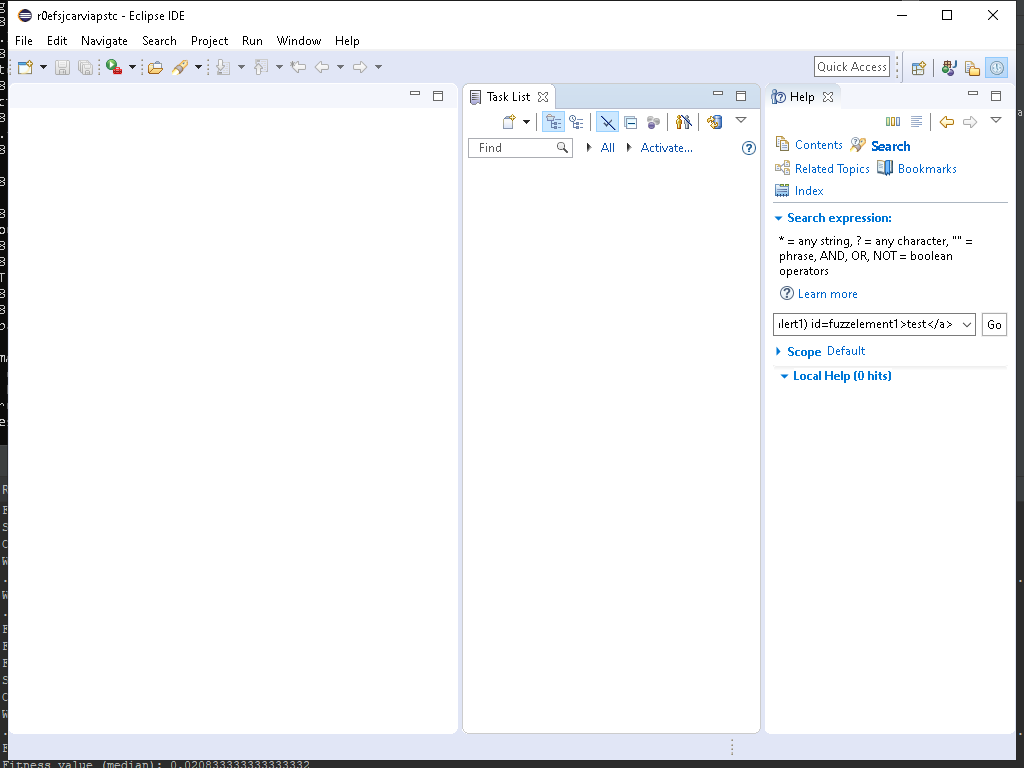 r0efsjcarviapstc - Eclipse IDE
File Edit Navigate Search Project Run Window Help
Quick Access
Task List
Help
Find
All
Activate...
Contents
Search
Related Topics
Bookmarks
Index
Search expression:
* = any string, ? = any character, "" =
phrase, AND, OR, NOT = boolean
operators
Learn more
lert1) id=fuzzelement1>test</a>
Go
Scope Default
Local Help (0 hits)
Fitness value (median): 0.020833333333333332